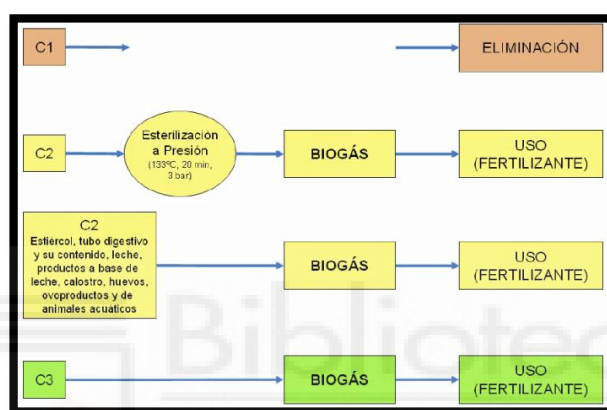 C1
ELIMINACIÓN
C2
Esterilización
a Presión
(133ºC, 20 min,
3 bar)
BIOGÁS
USO
(FERTILIZANTE)
C2
Estiércol, tubo digestivo
y su contenido, leche,
productos a base de
leche, calostro, huevos,
ovoproductos y de
animales acuaticos
BIOGÁS
USO
(FERTILIZANTE)
C3
BIOGÁS
USO
(FERTILIZANTE)
Bibliotec